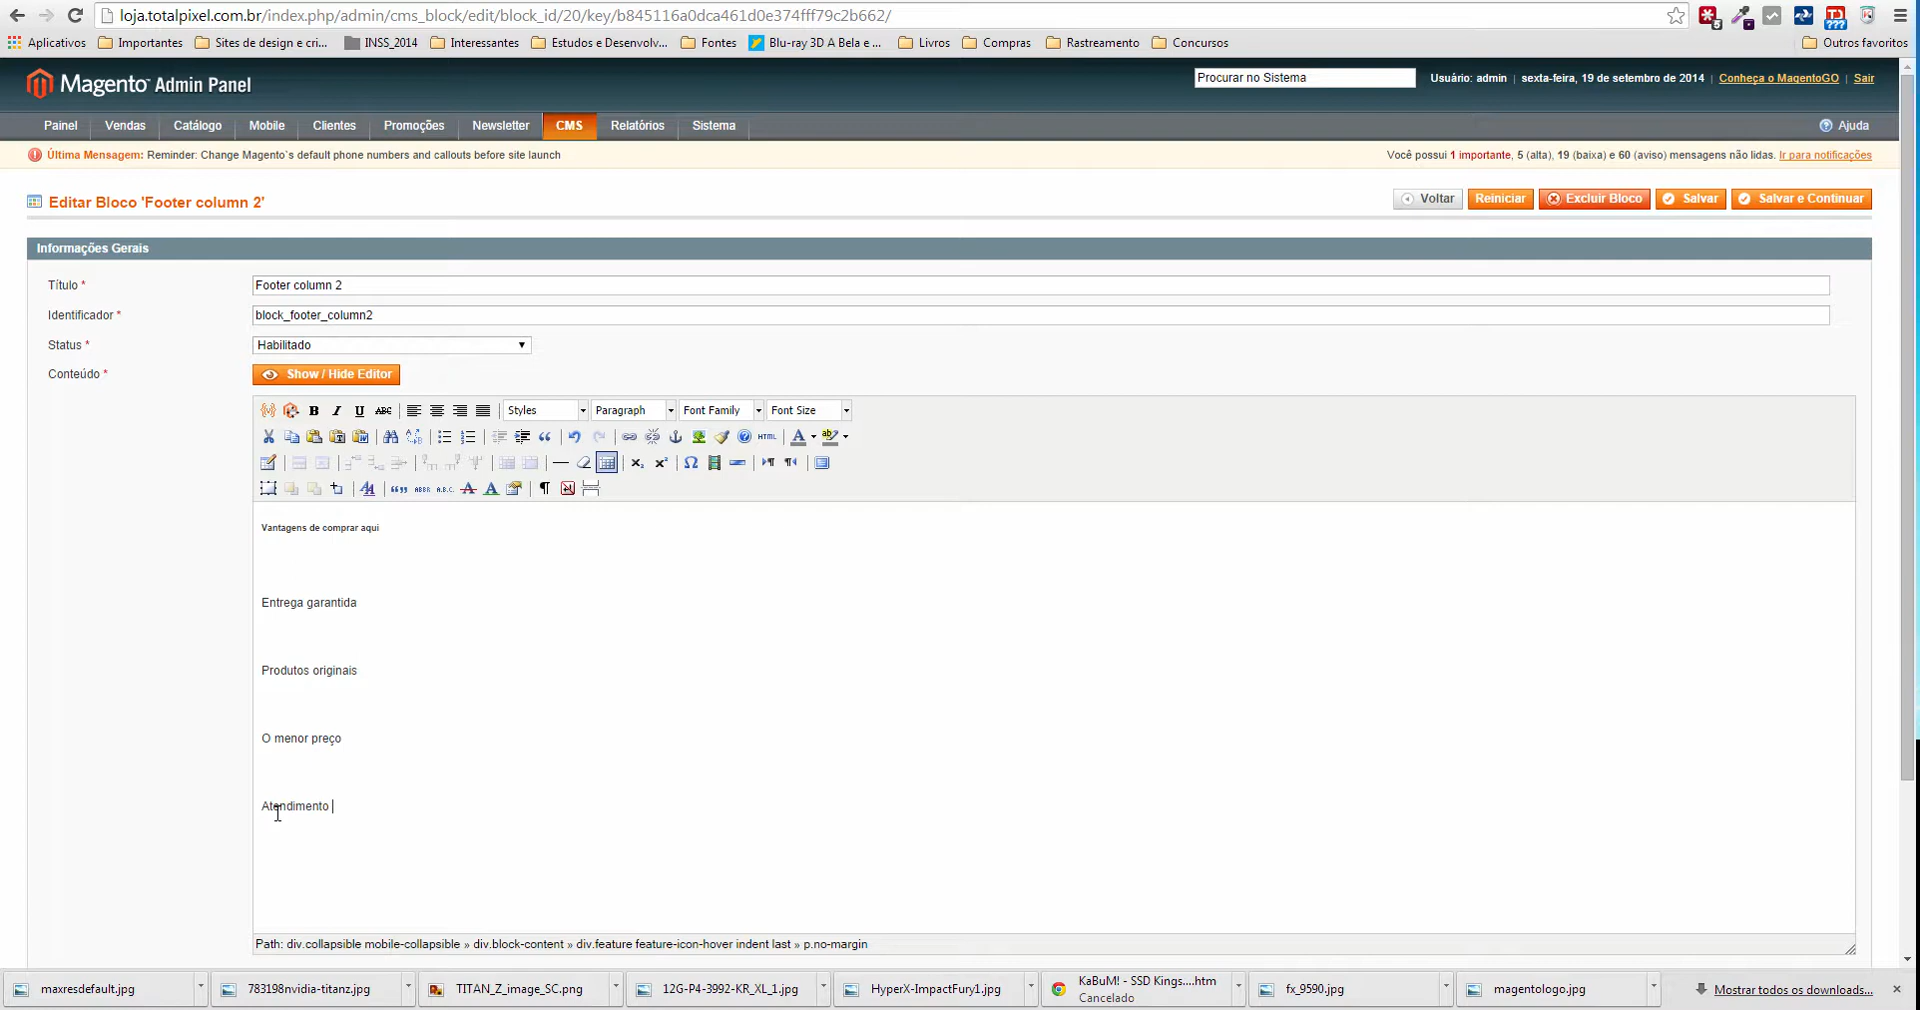 loja.totalpixel.com.br/index.php/admin/cms_block/edit/block_id/20/key/b845116a0dca461d0e374fff79c2b662/
5
TJ
???
Aplicativos Importantes Sites de design e cri... INSS_2014 Interessantes Estudos e Desenvolv... Fontes Blu-ray 3D A Bela e ... Livros Compras Rastreamento Concursos Outros favoritos
Magento Admin Panel Procurar no Sistema Usuário: admin | sexta-feira, 19 de setembro de 2014 | Conheça o MagentoGO | Sair
Painel Vendas Catálogo Mobile Clientes Promoções Newsletter CMS Relatórios Sistema Ajuda
Última Mensagem: Reminder: Change Magento`s default phone numbers and callouts before site launch Você possui 1 importante, 5 (alta), 19 (baixa) e 60 (aviso) mensagens não lidas. Ir para notificações
Editar Bloco 'Footer column 2' Voltar Reiniciar Excluir Bloco Salvar Salvar e Continuar
Informações Gerais
Título * Footer column 2
Identificador * block_footer_column2
Status * Habilitado
Conteúdo * Show / Hide Editor
B I U ABC Styles Paragraph Font Family Font Size
HTML A ab
ABBR A.B.C. A A
Vantagens de comprar aqui
Entrega garantida
Produtos originais
O menor preço
Atendimento
Path: div.collapsible mobile-collapsible » div.block-content » div.feature feature-icon-hover indent last » p.no-margin
maxresdefault.jpg 783198nvidia-titanz.jpg TITAN_Z_image_SC.png 12G-P4-3992-KR_XL_1.jpg HyperX-ImpactFury1.jpg KaBuM! - SSD Kings....htm fx_9590.jpg magentologo.jpg Mostrar todos os downloads...
Cancelado